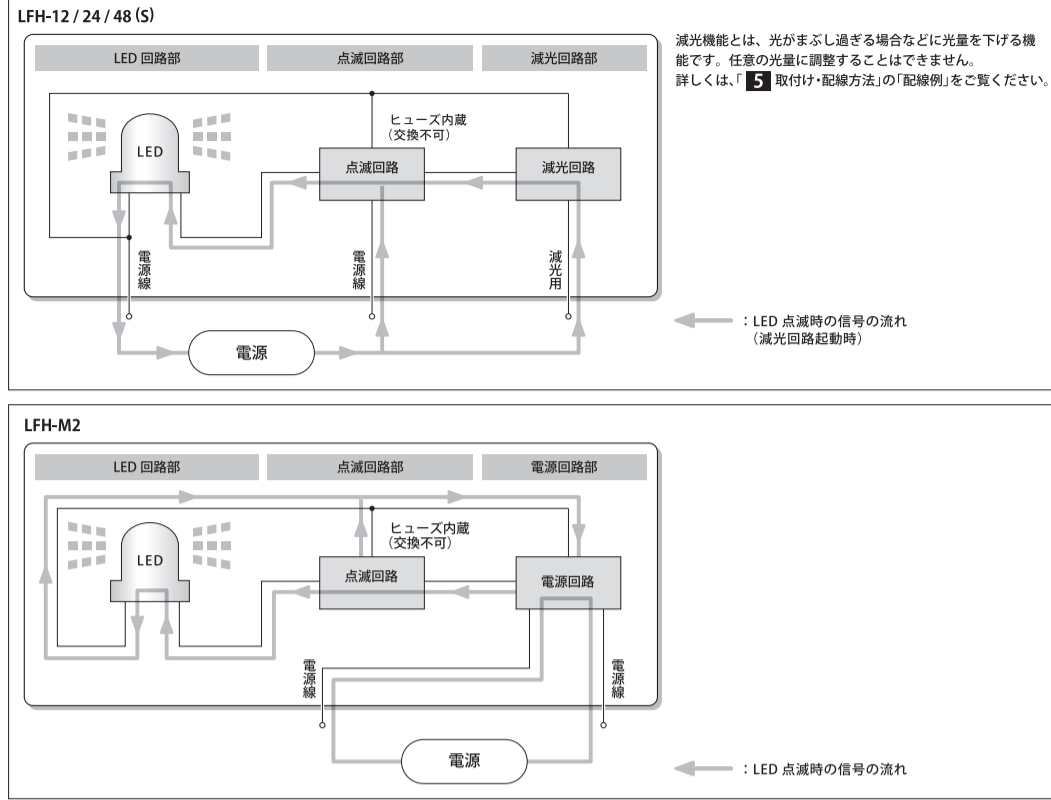 LFH-12 / 24 / 48 (S)
LED 回路部
点滅回路部
減光回路部
減光機能とは、光がまぶし過ぎる場合などに光量を下げる機
能です。任意の光量に調整することはできません。
詳しくは、「 5 取付け・配線方法」の「配線例」をご覧ください。
ヒューズ内蔵
（交換不可）
LED
点滅回路
減光回路
電源線
電源線
減光用
電源
：LED 点滅時の信号の流れ
（減光回路起動時）
LFH-M2
LED 回路部
点滅回路部
電源回路部
ヒューズ内蔵
（交換不可）
LED
点滅回路
電源回路
電源線
電源線
電源
：LED 点滅時の信号の流れ